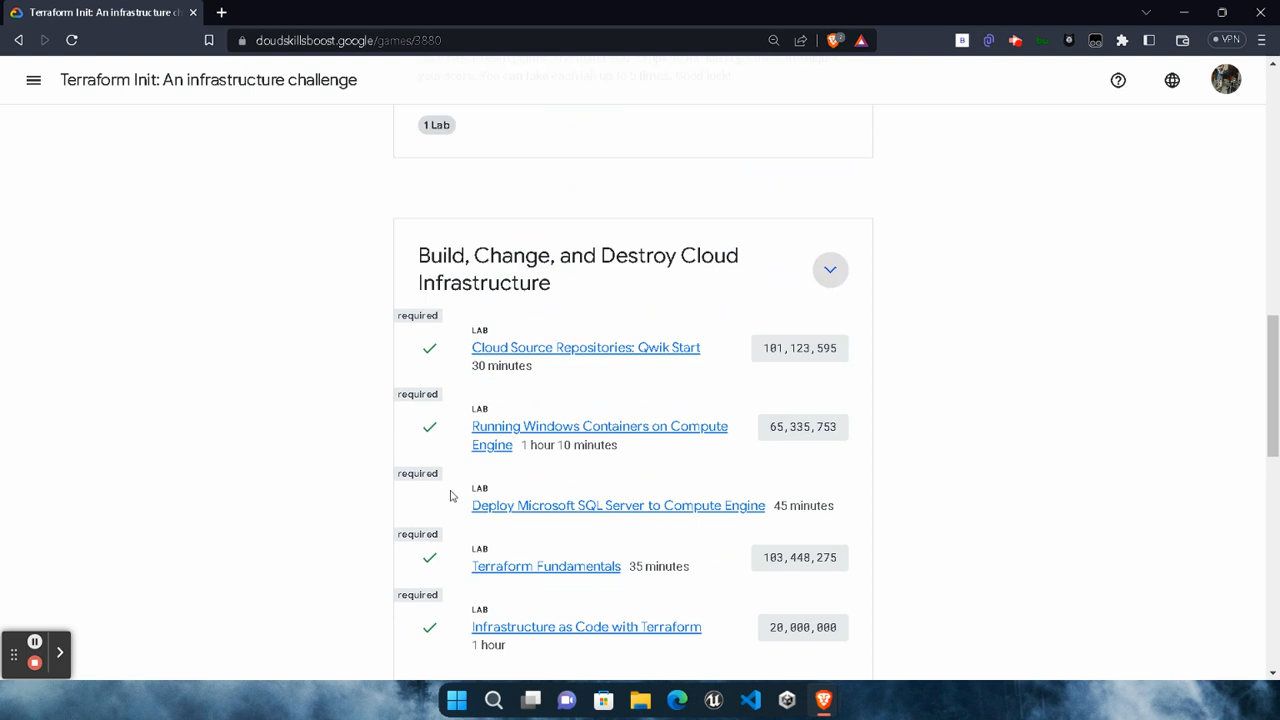 Terraform Init: An infrastructure ch
cloudskillsboost.google/games/3880
VPN
Terraform Init: An infrastructure challenge
1 Lab
Build, Change, and Destroy Cloud
Infrastructure
required
LAB
Cloud Source Repositories: Qwik Start
30 minutes
101,123,595
required
LAB
Running Windows Containers on Compute
Engine 1 hour 10 minutes
65,335,753
required
LAB
Deploy Microsoft SQL Server to Compute Engine 45 minutes
required
LAB
Terraform Fundamentals 35 minutes
103,448,275
required
LAB
Infrastructure as Code with Terraform
1 hour
20,000,000